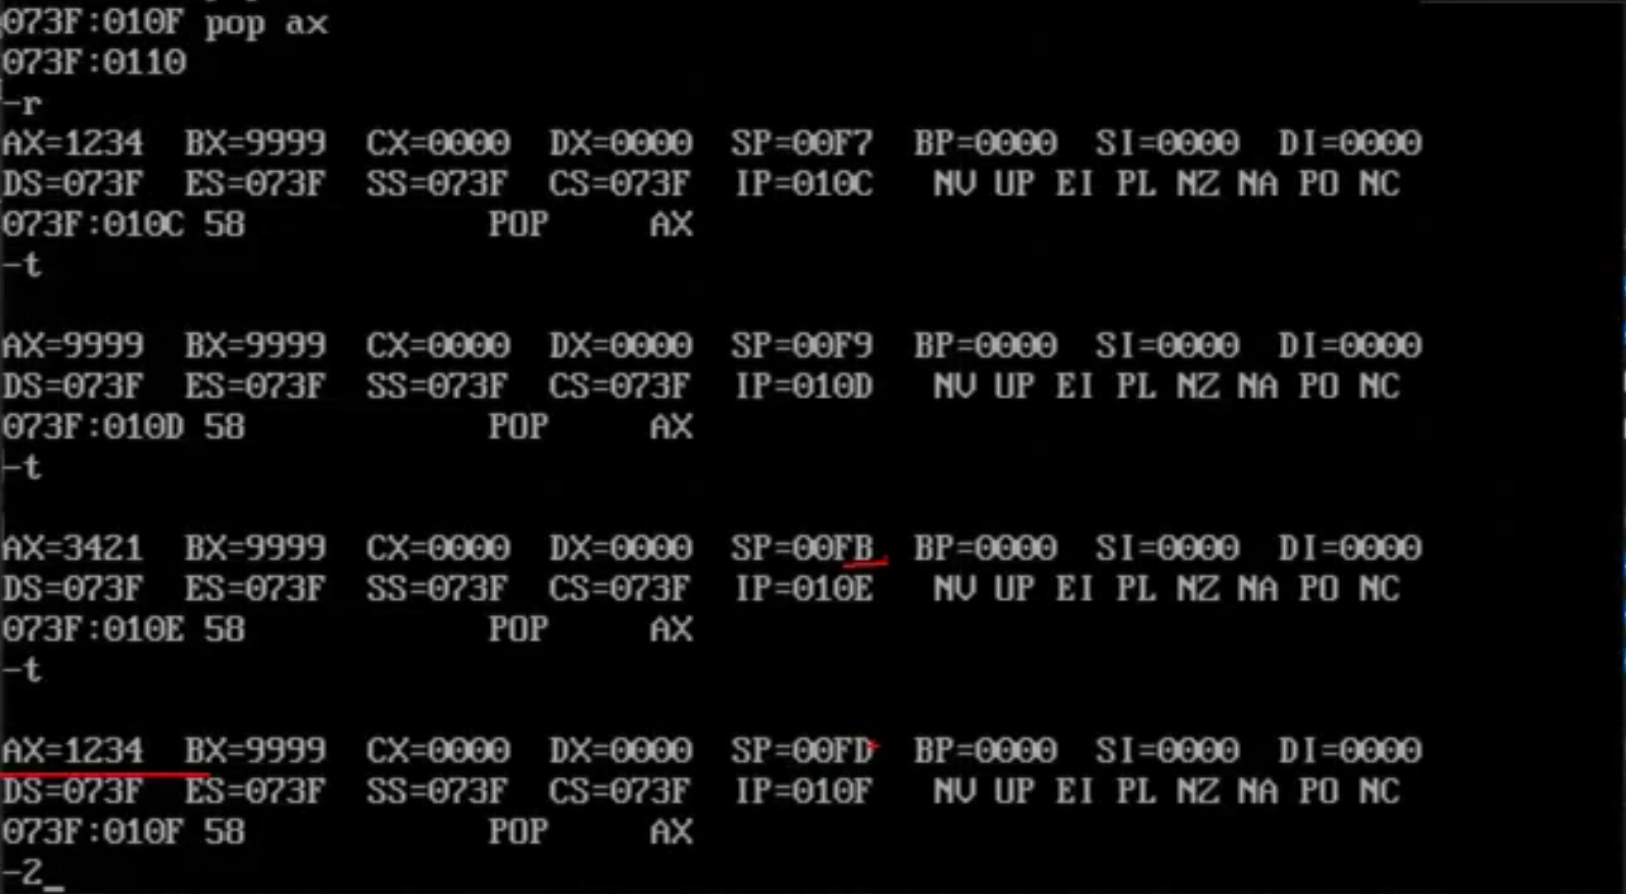 073F:010F pop ax
073F:0110
-r
AX=1234  BX=9999  CX=0000  DX=0000  SP=00F7  BP=0000  SI=0000  DI=0000
DS=073F  ES=073F  SS=073F  CS=073F  IP=010C   NV UP EI PL NZ NA PO NC
073F:010C 58            POP     AX
-t
AX=9999  BX=9999  CX=0000  DX=0000  SP=00F9  BP=0000  SI=0000  DI=0000
DS=073F  ES=073F  SS=073F  CS=073F  IP=010D   NV UP EI PL NZ NA PO NC
073F:010D 58            POP     AX
-t
AX=3421  BX=9999  CX=0000  DX=0000  SP=00FB  BP=0000  SI=0000  DI=0000
DS=073F  ES=073F  SS=073F  CS=073F  IP=010E   NV UP EI PL NZ NA PO NC
073F:010E 58            POP     AX
-t
AX=1234  BX=9999  CX=0000  DX=0000  SP=00FD  BP=0000  SI=0000  DI=0000
DS=073F  ES=073F  SS=073F  CS=073F  IP=010F   NV UP EI PL NZ NA PO NC
073F:010F 58            POP     AX
-2_